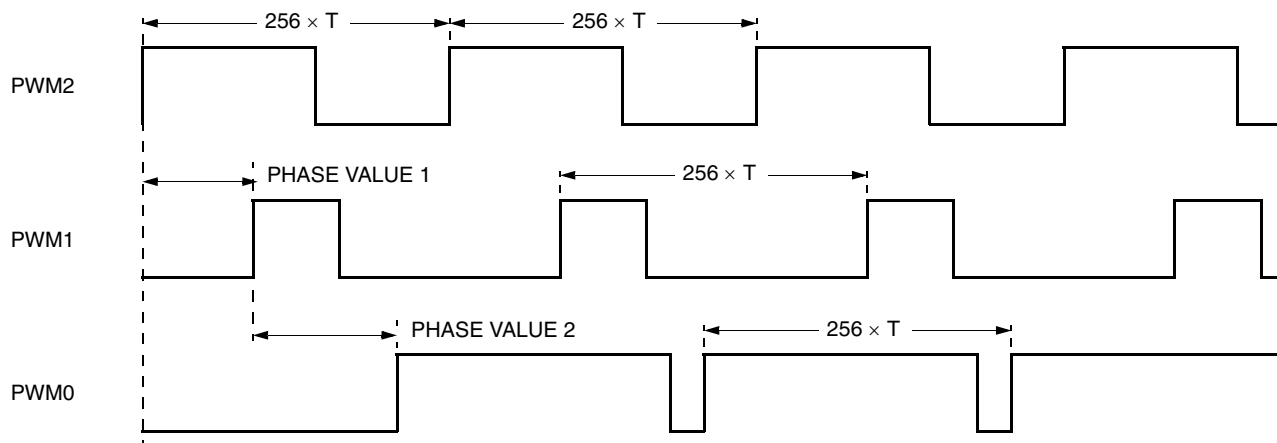 256 × T
256 × T
PWM2
PHASE VALUE 1
256 × T
PWM1
PHASE VALUE 2
256 × T
PWM0